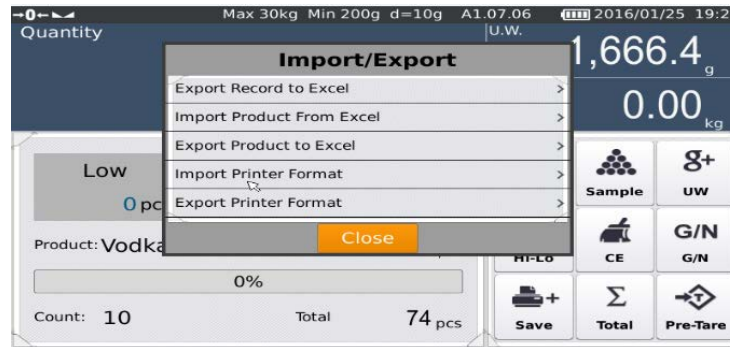 →0← Max 30kg Min 200g d=10g A1.07.06 2016/01/25 19:2
Quantity
U.W.
1,666.4 g
0.00 kg
Import/Export
Export Record to Excel >
Import Product From Excel >
Export Product to Excel >
Import Printer Format >
Export Printer Format >
Close
Low
0 pc
Product: Vodka
0%
Count: 10 Total 74 pcs
Sample
8+
UW
Hi-Lo
CE
G/N
G/N
+
Save
Σ
Total
→T←
Pre-Tare